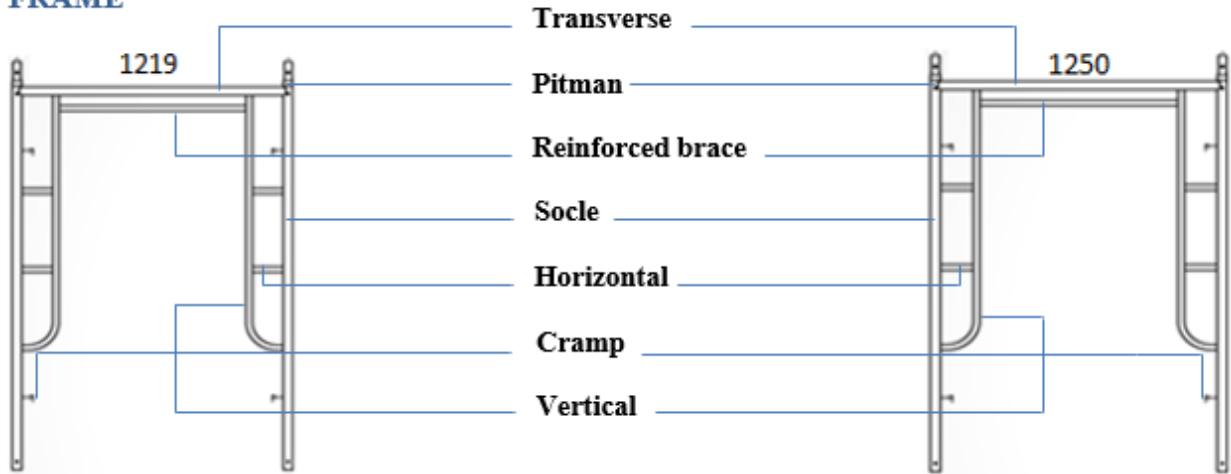 FRAME
Transverse
1219
1250
Pitman
Reinforced brace
Socle
Horizontal
Cramp
Vertical